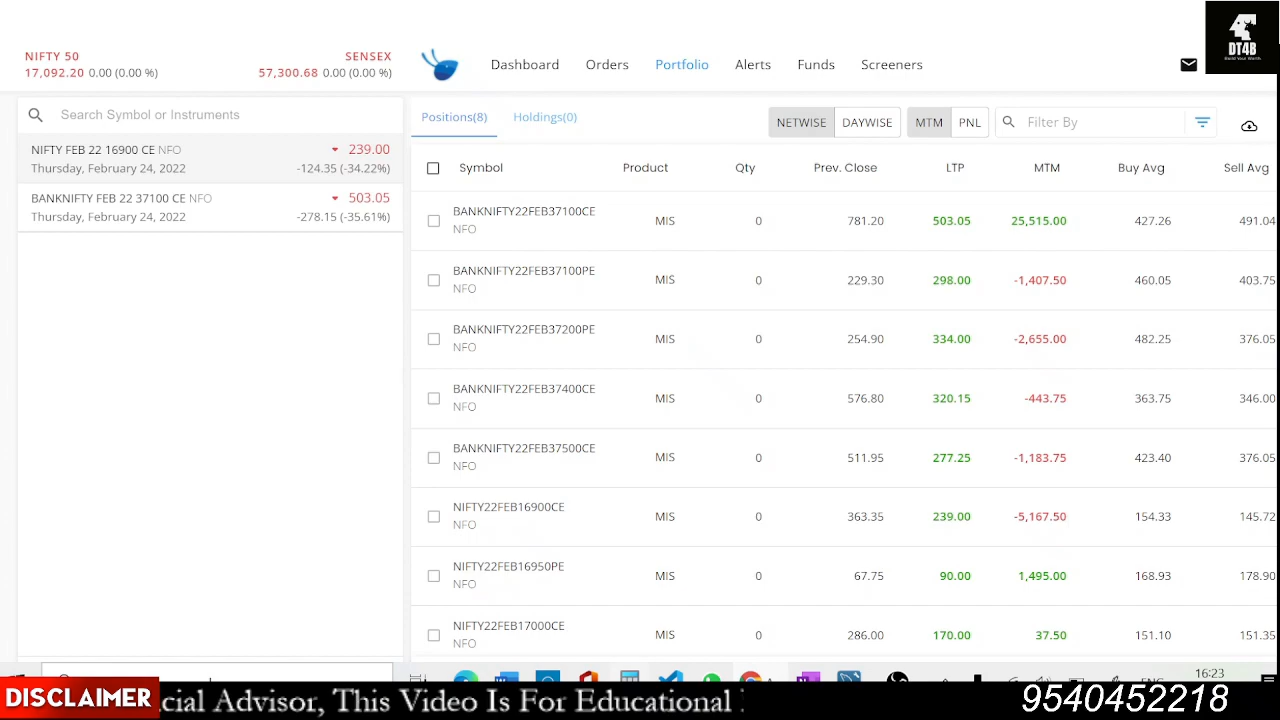 NIFTY 50
17,092.20 0.00 (0.00 %)
SENSEX
57,300.68 0.00 (0.00 %)
Dashboard Orders Portfolio Alerts Funds Screeners
DT4B
Build Your Worth.
Search Symbol or Instruments
NIFTY FEB 22 16900 CE NFO 239.00
Thursday, February 24, 2022 -124.35 (-34.22%)
BANKNIFTY FEB 22 37100 CE NFO 503.05
Thursday, February 24, 2022 -278.15 (-35.61%)
Positions(8) Holdings(0)
NETWISE DAYWISE MTM PNL Filter By
Symbol Product Qty Prev. Close LTP MTM Buy Avg Sell Avg
BANKNIFTY22FEB37100CE
NFO
MIS 0 781.20 503.05 25,515.00 427.26 491.04
BANKNIFTY22FEB37100PE
NFO
MIS 0 229.30 298.00 -1,407.50 460.05 403.75
BANKNIFTY22FEB37200PE
NFO
MIS 0 254.90 334.00 -2,655.00 482.25 376.05
BANKNIFTY22FEB37400CE
NFO
MIS 0 576.80 320.15 -443.75 363.75 346.00
BANKNIFTY22FEB37500CE
NFO
MIS 0 511.95 277.25 -1,183.75 423.40 376.05
NIFTY22FEB16900CE
NFO
MIS 0 363.35 239.00 -5,167.50 154.33 145.72
NIFTY22FEB16950PE
NFO
MIS 0 67.75 90.00 1,495.00 168.93 178.90
NIFTY22FEB17000CE
NFO
MIS 0 286.00 170.00 37.50 151.10 151.35
16:23
DISCLAIMER
cial Advisor, This Video Is For Educational
9540452218